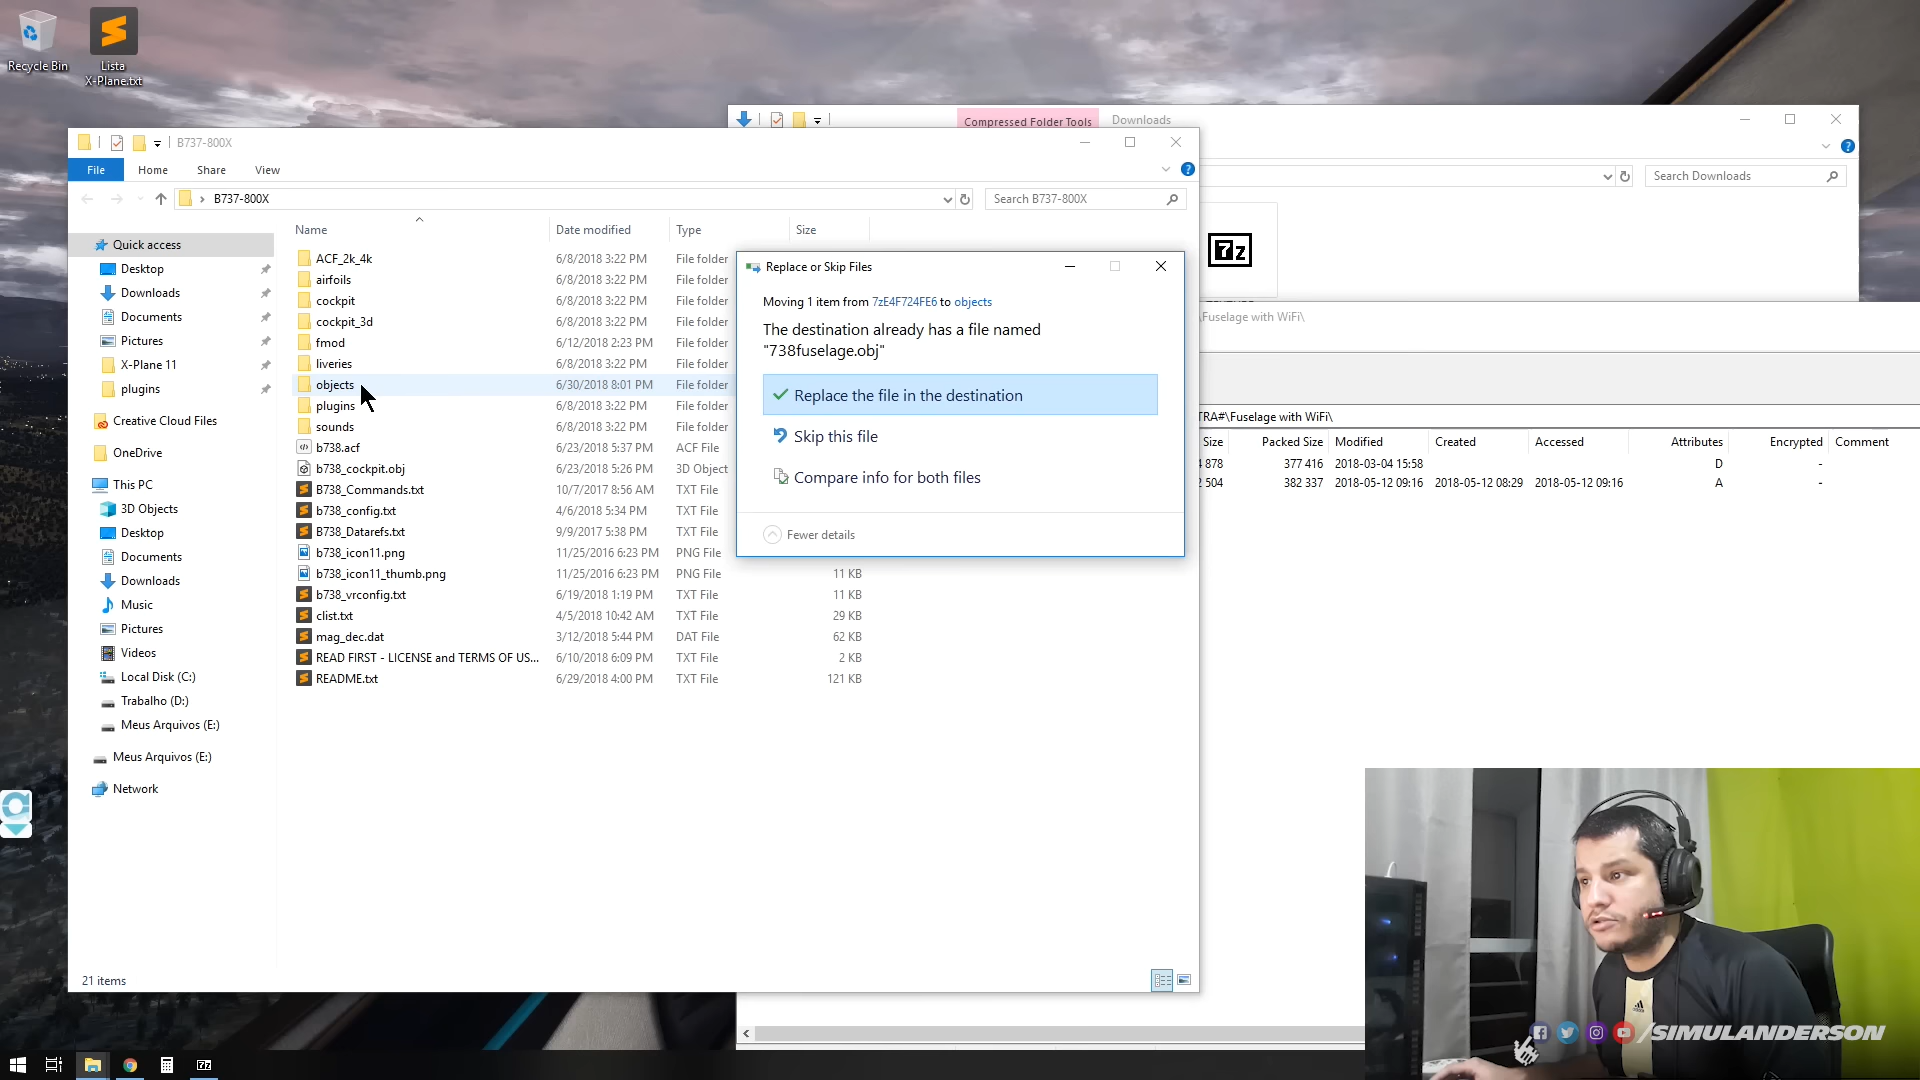 Recycle Bin
Lista
X-Plane.txt
Compressed Folder Tools
Downloads
B737-800X
File
Home
Share
View
B737-800X
Search B737-800X
Search Downloads
Name
Date modified
Type
Size
Quick access
Desktop
Downloads
Documents
Pictures
X-Plane 11
plugins
Creative Cloud Files
OneDrive
This PC
3D Objects
Desktop
Documents
Downloads
Music
Pictures
Videos
Local Disk (C:)
Trabalho (D:)
Meus Arquivos (E:)
Meus Arquivos (E:)
Network
ACF_2k_4k 6/8/2018 3:22 PM File folder
airfoils 6/8/2018 3:22 PM File folder
cockpit 6/8/2018 3:22 PM File folder
cockpit_3d 6/8/2018 3:22 PM File folder
fmod 6/12/2018 2:23 PM File folder
liveries 6/8/2018 3:22 PM File folder
objects 6/30/2018 8:01 PM File folder
plugins 6/8/2018 3:22 PM File folder
sounds 6/8/2018 3:22 PM File folder
b738.acf 6/23/2018 5:37 PM ACF File
b738_cockpit.obj 6/23/2018 5:26 PM 3D Object
B738_Commands.txt 10/7/2017 8:56 AM TXT File
b738_config.txt 4/6/2018 5:34 PM TXT File
B738_Datarefs.txt 9/9/2017 5:38 PM TXT File
b738_icon11.png 11/25/2016 6:23 PM PNG File
b738_icon11_thumb.png 11/25/2016 6:23 PM PNG File 11 KB
b738_vrconfig.txt 6/19/2018 1:19 PM TXT File 11 KB
clist.txt 4/5/2018 10:42 AM TXT File 29 KB
mag_dec.dat 3/12/2018 5:44 PM DAT File 62 KB
READ FIRST - LICENSE and TERMS OF US... 6/10/2018 6:09 PM TXT File 2 KB
README.txt 6/29/2018 4:00 PM TXT File 121 KB
21 items
Replace or Skip Files
Moving 1 item from 7zE4F724FE6 to objects
The destination already has a file named
"738fuselage.obj"
Replace the file in the destination
Skip this file
Compare info for both files
Fewer details
7z
Fuselage with WiFi\
TRA#\Fuselage with WiFi\
Size Packed Size Modified Created Accessed Attributes Encrypted Comment
878 377 416 2018-03-04 15:58 D -
504 382 337 2018-05-12 09:16 2018-05-12 08:29 2018-05-12 09:16 A -
/SIMULANDERSON
7z